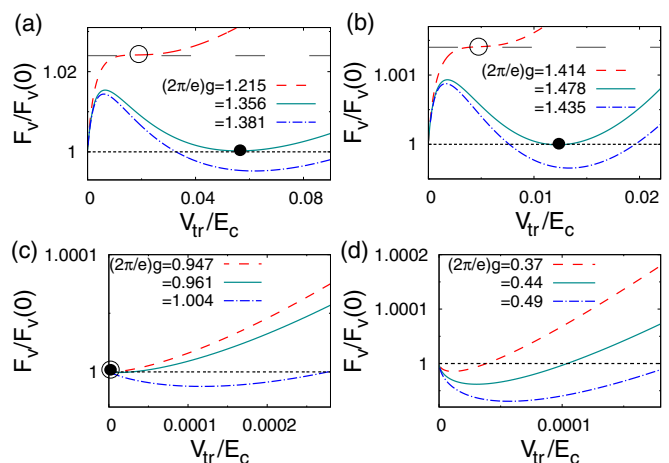 (a)
F_v/F_v(0)
1.02
1
(2π/e)g=1.215
=1.356
=1.381
0 0.04 0.08
V_tr/E_c
(b)
F_v/F_v(0)
1.001
1
(2π/e)g=1.414
=1.478
=1.435
0 0.01 0.02
V_tr/E_c
(c)
F_v/F_v(0)
1.0001
1
(2π/e)g=0.947
=0.961
=1.004
0 0.0001 0.0002
V_tr/E_c
(d)
F_v/F_v(0)
1.0002
1.0001
1
(2π/e)g=0.37
=0.44
=0.49
0 0.0001
V_tr/E_c